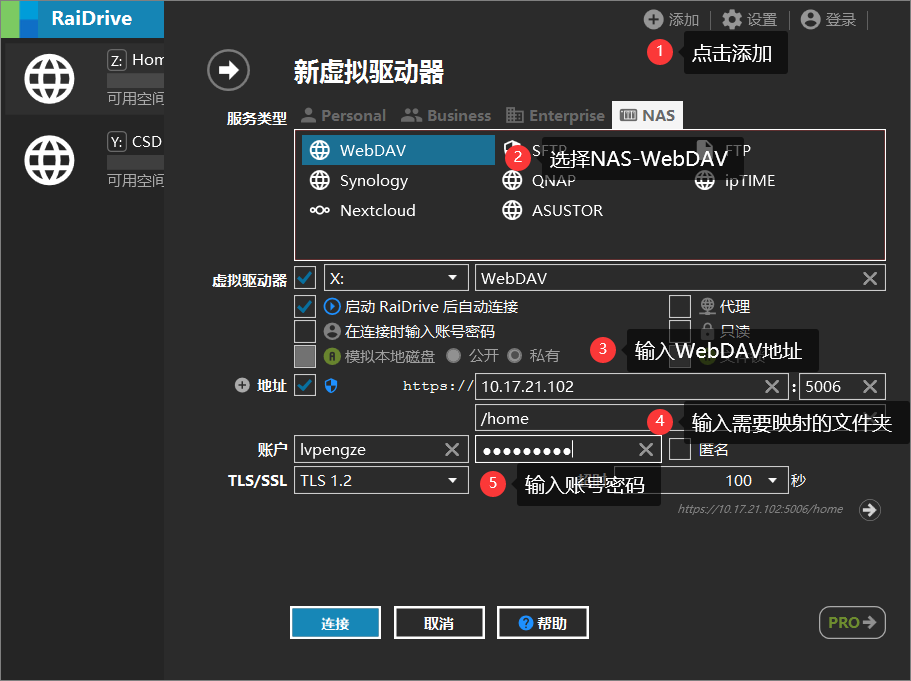 RaiDrive
添加 设置 登录
1 点击添加
Z: Hom
可用空间
Y: CSD
可用空间
新虚拟驱动器
服务类型 Personal Business Enterprise NAS
WebDAV SFTP FTP
2 选择NAS-WebDAV
Synology QNAP ipTIME
Nextcloud ASUSTOR
虚拟驱动器 X: WebDAV
启动 RaiDrive 后自动连接 代理
在连接时输入账号密码 只读
模拟本地磁盘 公开 私有
3 输入WebDAV地址
地址 https:// 10.17.21.102 : 5006
/home
4 输入需要映射的文件夹
账户 lvpengze ●●●●●●●●● 匿名
TLS/SSL TLS 1.2 100 秒
5 输入账号密码
https://10.17.21.102:5006/home
连接 取消 ? 帮助 PRO